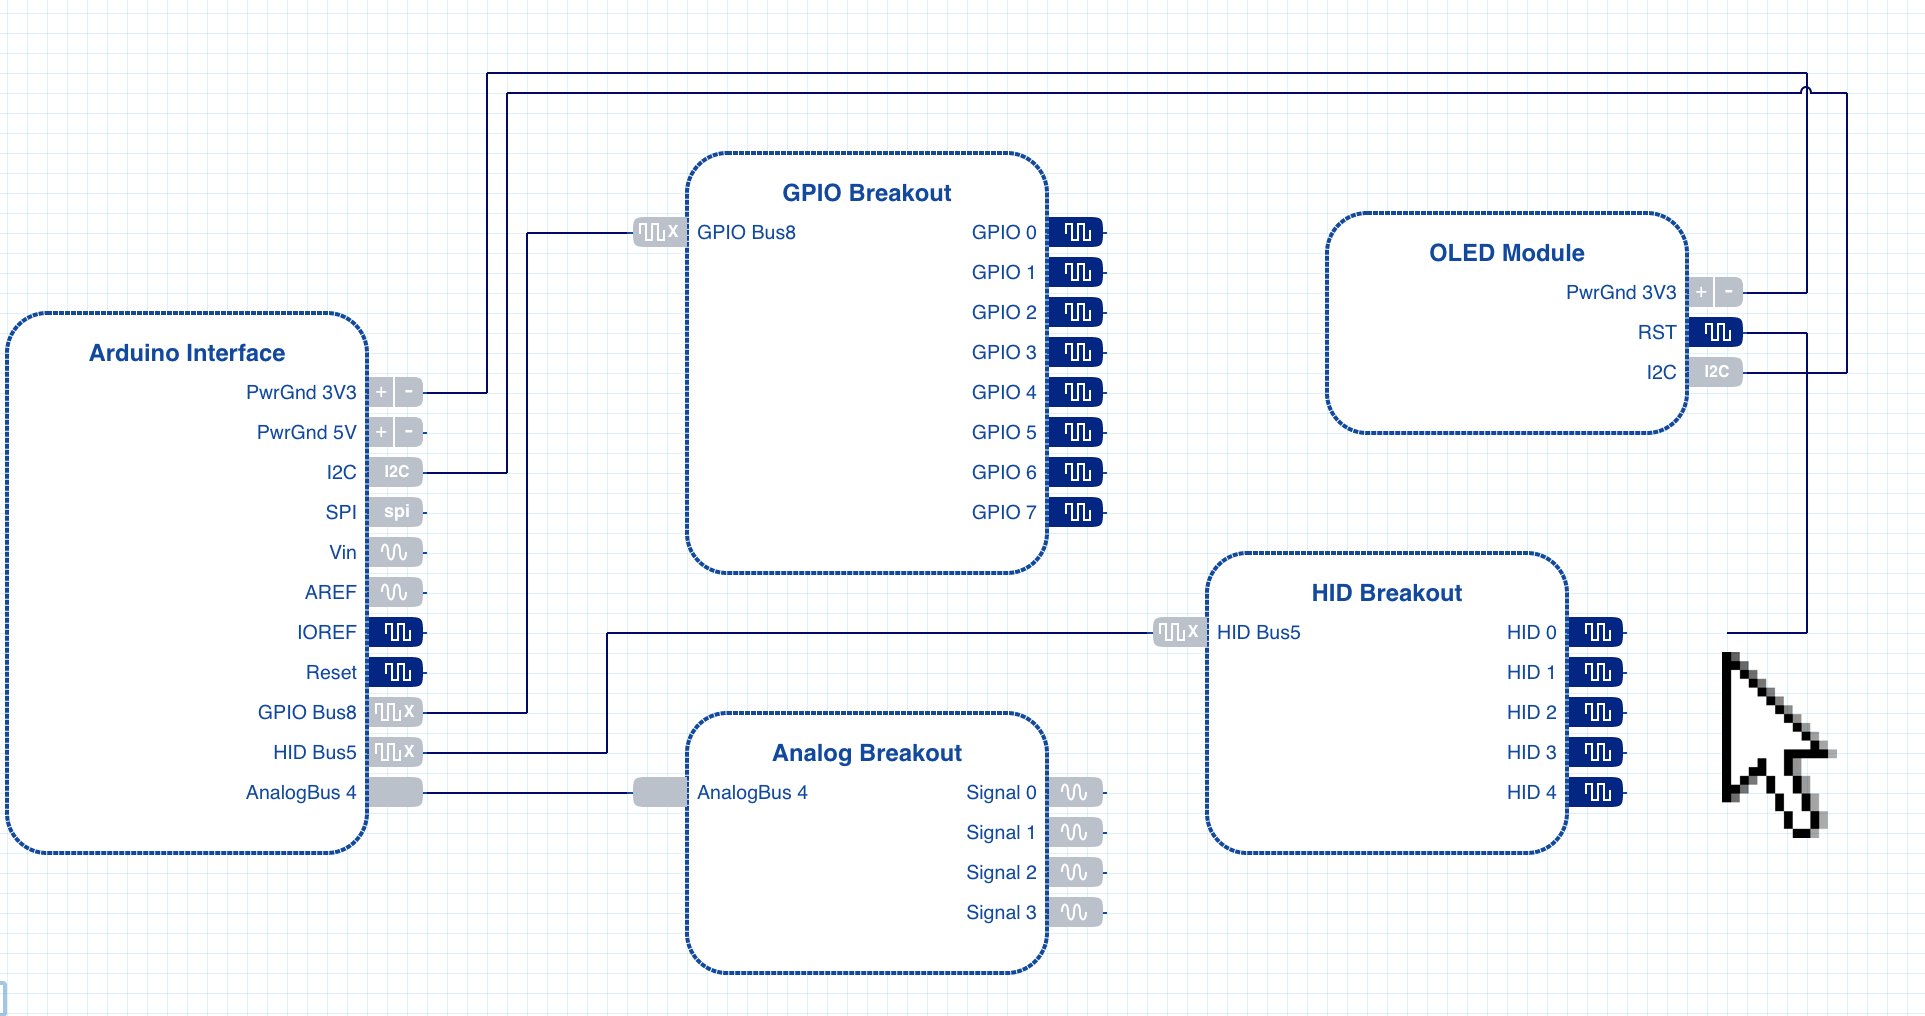 Arduino Interface
PwrGnd 3V3 + -
PwrGnd 5V + -
I2C I2C
SPI spi
Vin
AREF
IOREF
Reset
GPIO Bus8 X
HID Bus5 X
AnalogBus 4
GPIO Breakout
X GPIO Bus8
GPIO 0
GPIO 1
GPIO 2
GPIO 3
GPIO 4
GPIO 5
GPIO 6
GPIO 7
Analog Breakout
AnalogBus 4
Signal 0
Signal 1
Signal 2
Signal 3
OLED Module
PwrGnd 3V3 + -
RST
I2C I2C
HID Breakout
X HID Bus5
HID 0
HID 1
HID 2
HID 3
HID 4